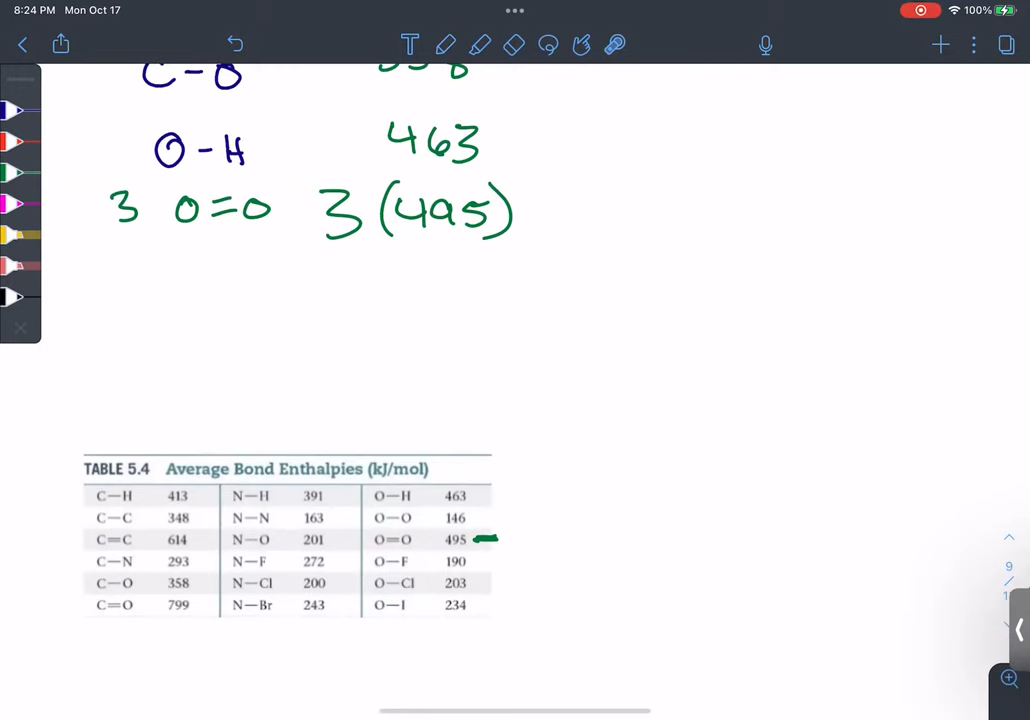 8:24 PM Mon Oct 17
100%
C - O
O - H 463
3 O=O 3 (495)
TABLE 5.4 Average Bond Enthalpies (kJ/mol)
C—H 413 N—H 391 O—H 463
C—C 348 N—N 163 O—O 146
C=C 614 N—O 201 O=O 495
C—N 293 N—F 272 O—F 190
C—O 358 N—Cl 200 O—Cl 203
C=O 799 N—Br 243 O—I 234
9
/